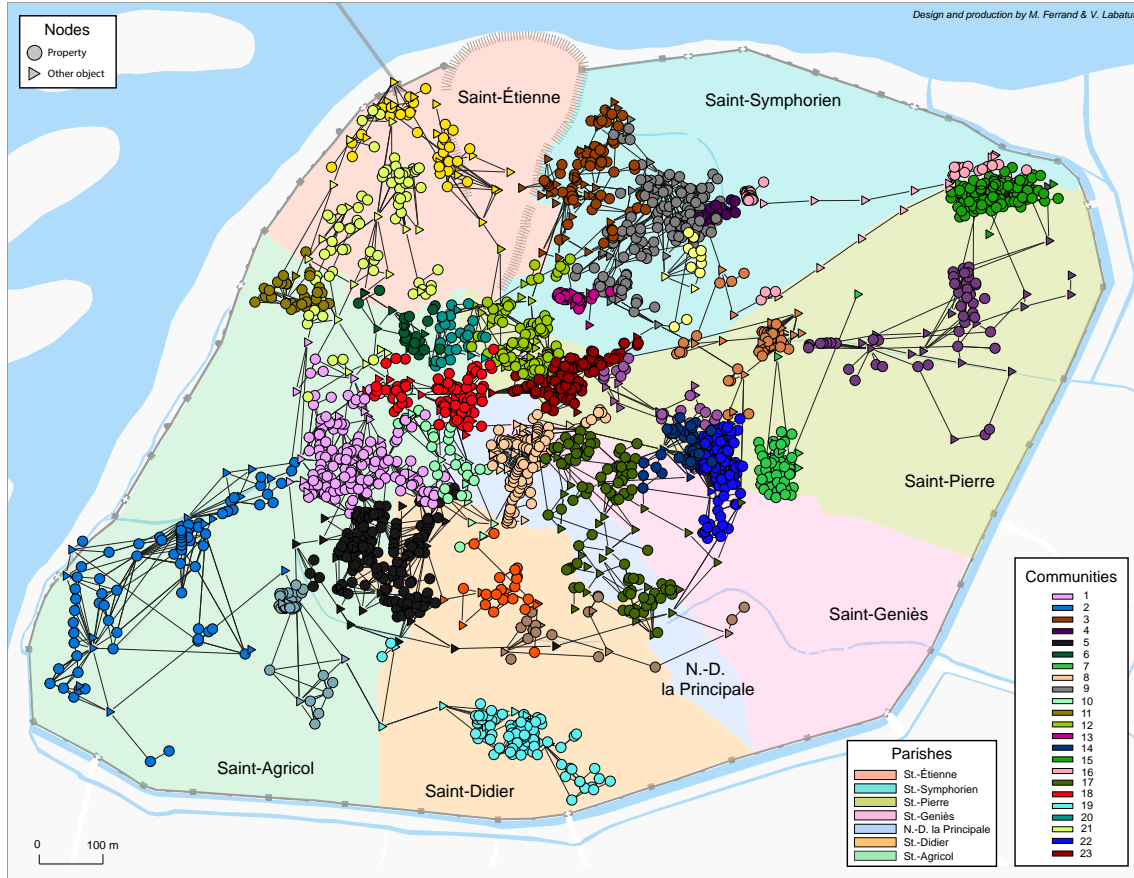 Design and production by M. Ferrand & V. Labatut
Nodes
Property
Other object
Saint-Étienne
Saint-Symphorien
Saint-Pierre
Saint-Geniès
N.-D.
la Principale
Saint-Agricol
Saint-Didier
0 100 m
Parishes
St.-Étienne
St.-Symphorien
St.-Pierre
St.-Geniès
N.-D. la Principale
St.-Didier
St.-Agricol
Communities
1
2
3
4
5
6
7
8
9
10
11
12
13
14
15
16
17
18
19
20
21
22
23